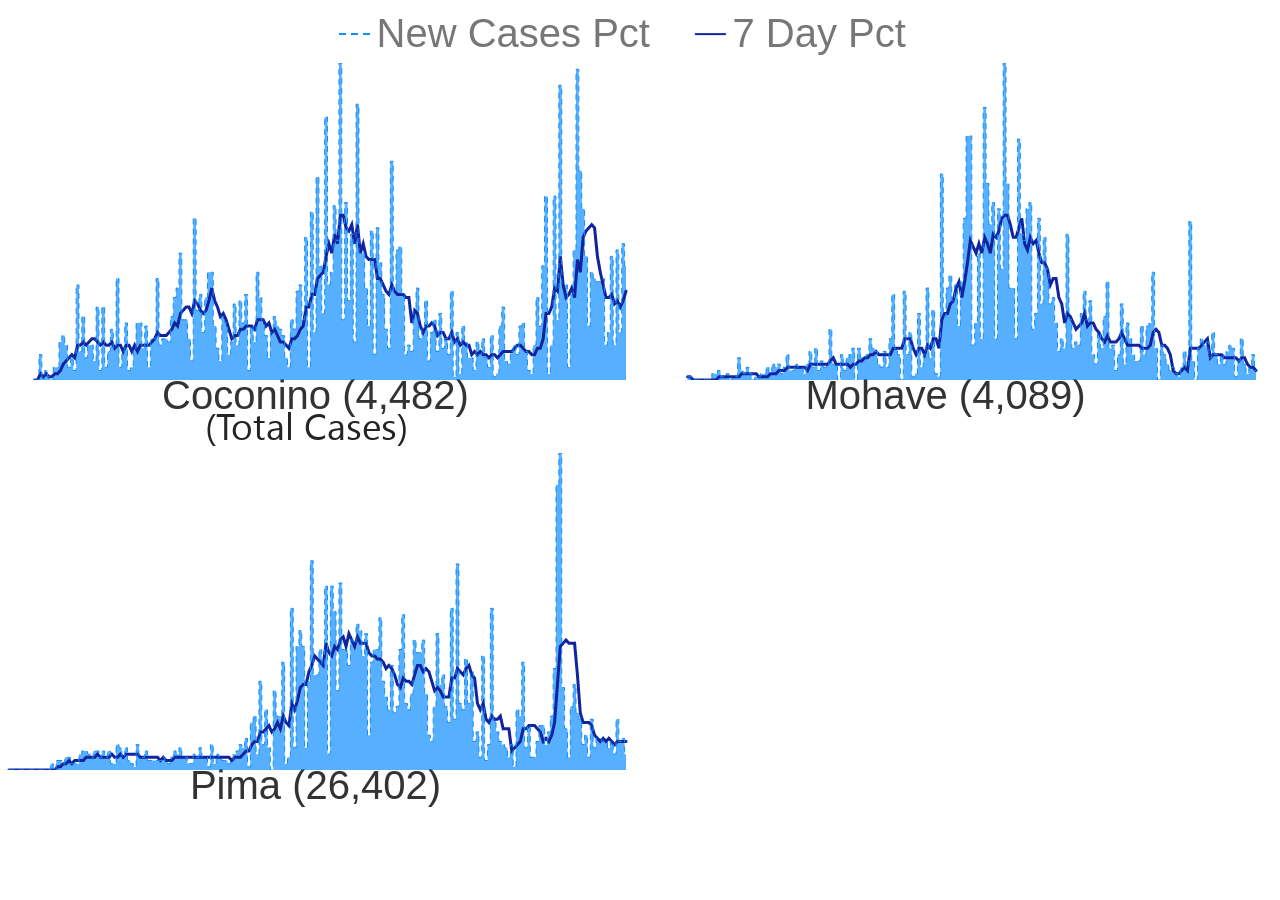 New Cases Pct 7 Day Pct
Coconino (4,482) Mohave (4,089)
(Total Cases)
Pima (26,402)